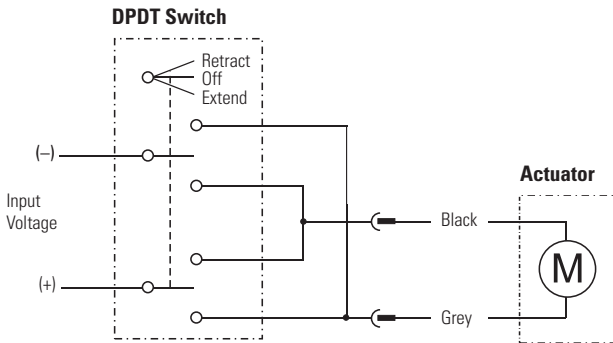 DPDT Switch
Retract
Off
Extend
(–)
Input
Voltage
(+)
Actuator
Black
M
Grey